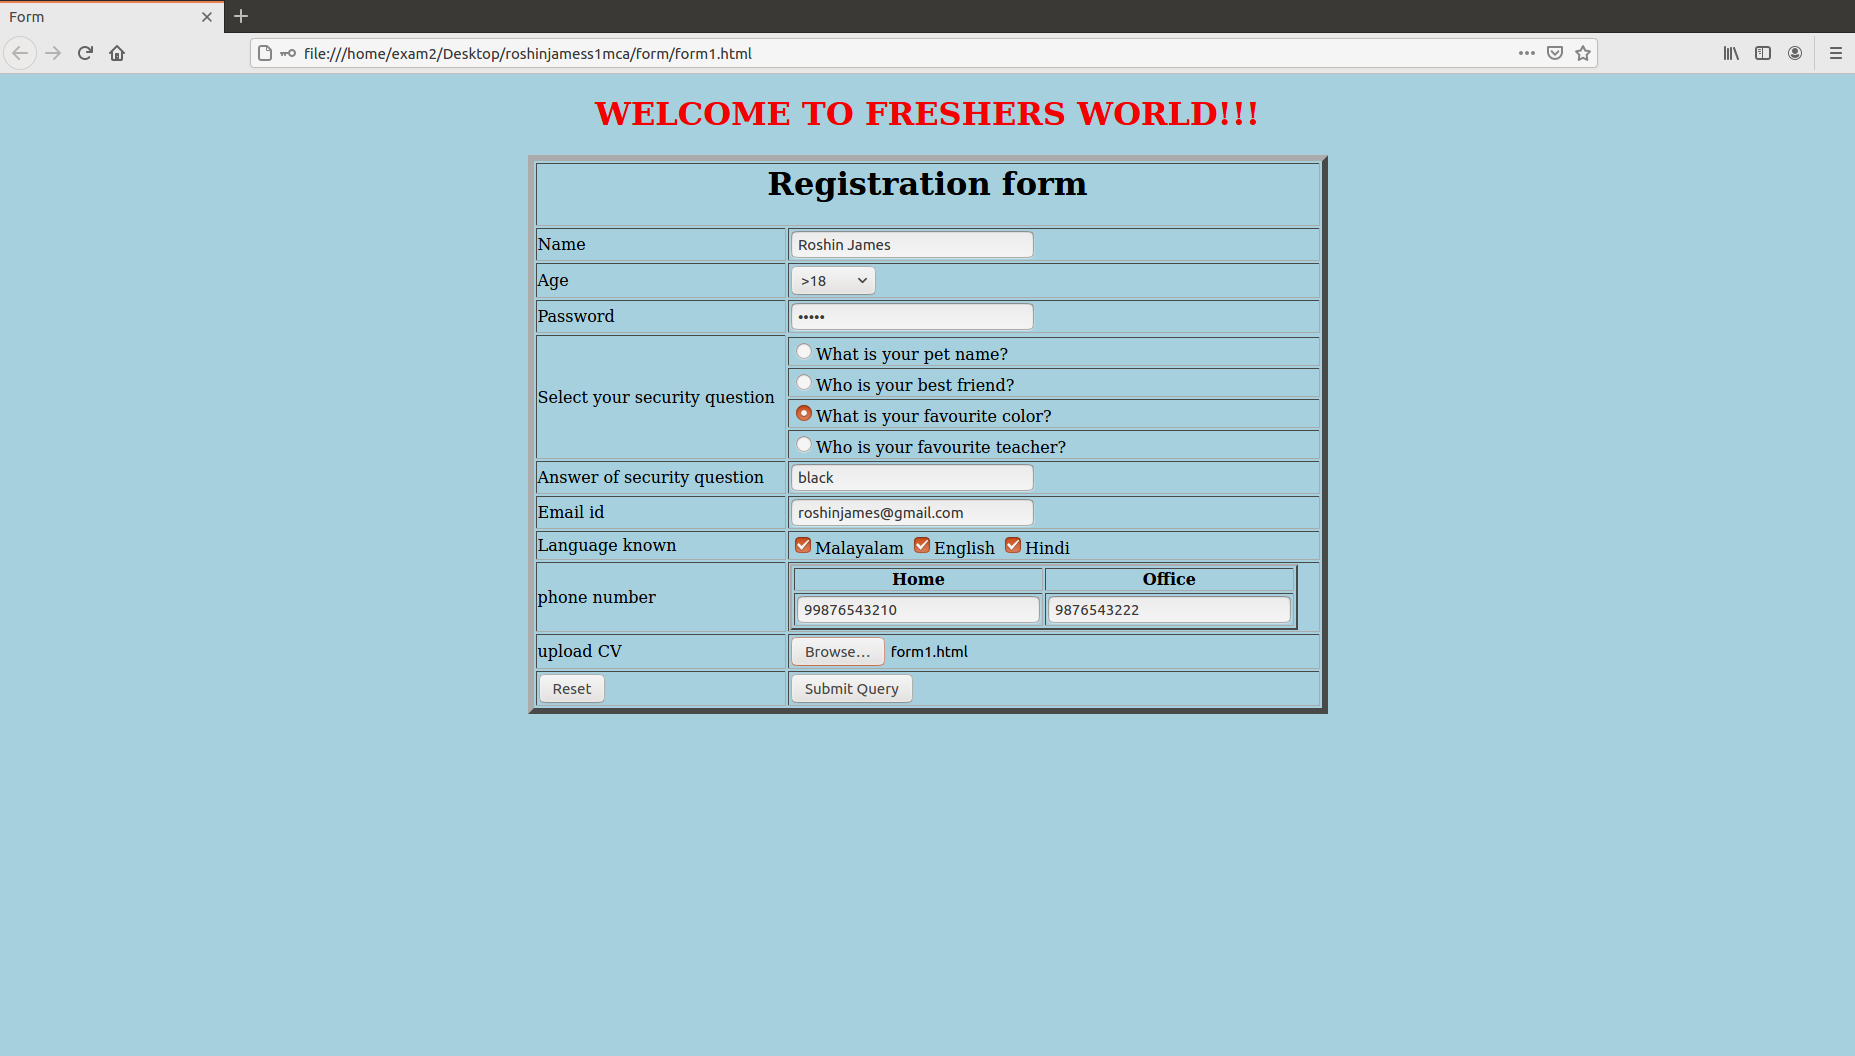 Form
file:///home/exam2/Desktop/roshinjamess1mca/form/form1.html
WELCOME TO FRESHERS WORLD!!!
Registration form
Name Roshin James
Age >18
Password •••••
Select your security question
What is your pet name?
Who is your best friend?
What is your favourite color?
Who is your favourite teacher?
Answer of security question black
Email id roshinjames@gmail.com
Language known Malayalam English Hindi
phone number
Home Office
99876543210 9876543222
upload CV Browse... form1.html
Reset Submit Query